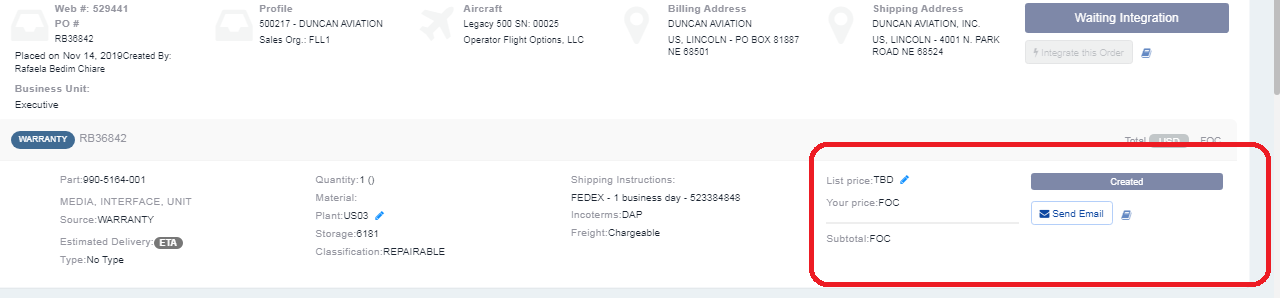 Web #: 529441
PO #
RB36842
Placed on Nov 14, 2019Created By:
Rafaela Bedim Chiare
Business Unit:
Executive
Profile
500217 - DUNCAN AVIATION
Sales Org.: FLL1
Aircraft
Legacy 500 SN: 00025
Operator Flight Options, LLC
Billing Address
DUNCAN AVIATION
US, LINCOLN - PO BOX 81887
NE 68501
Shipping Address
DUNCAN AVIATION, INC.
US, LINCOLN - 4001 N. PARK
ROAD NE 68524
Waiting Integration
Integrate this Order
WARRANTY RB36842
Total USD FOC
Part:990-5164-001
MEDIA, INTERFACE, UNIT
Source:WARRANTY
Estimated Delivery:ETA
Type:No Type
Quantity:1 ()
Material:
Plant:US03
Storage:6181
Classification:REPAIRABLE
Shipping Instructions:
FEDEX - 1 business day - 523384848
Incoterms:DAP
Freight:Chargeable
List price:TBD
Your price:FOC
Subtotal:FOC
Created
Send Email